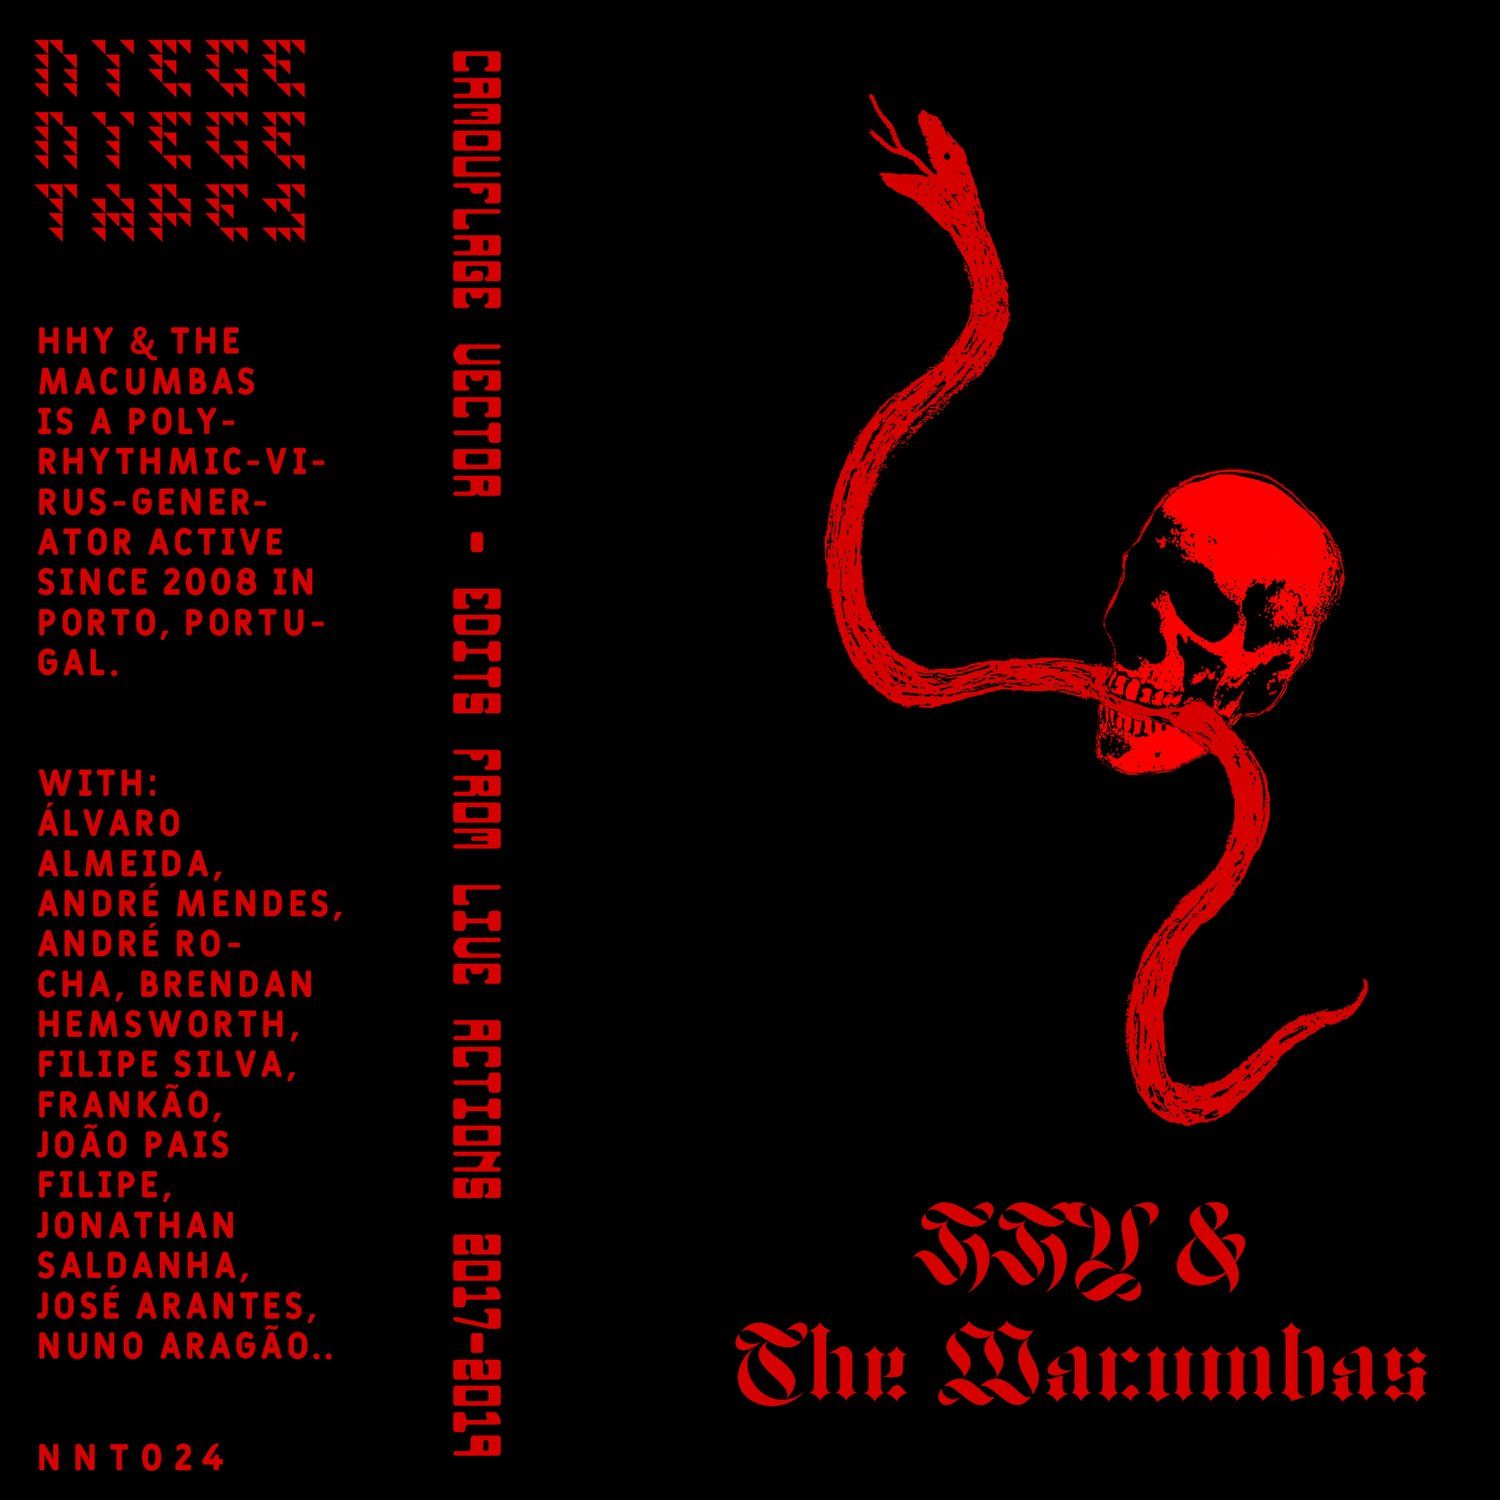 NYEGE
NYEGE
TAPES
HHY & THE
MACUMBAS
IS A POLY-
RHYTHMIC-VI-
RUS-GENER-
ATOR ACTIVE
SINCE 2008 IN
PORTO, PORTU-
GAL.
WITH:
ÁLVARO
ALMEIDA,
ANDRÉ MENDES,
ANDRÉ RO-
CHA, BRENDAN
HEMSWORTH,
FILIPE SILVA,
FRANKÃO,
JOÃO PAIS
FILIPE,
JONATHAN
SALDANHA,
JOSÉ ARANTES,
NUNO ARAGÃO..
NNT024
CAMOUFLAGE VECTOR · EDITS FROM LIVE ACTIONS 2017-2019
HHY &
The Macumbas